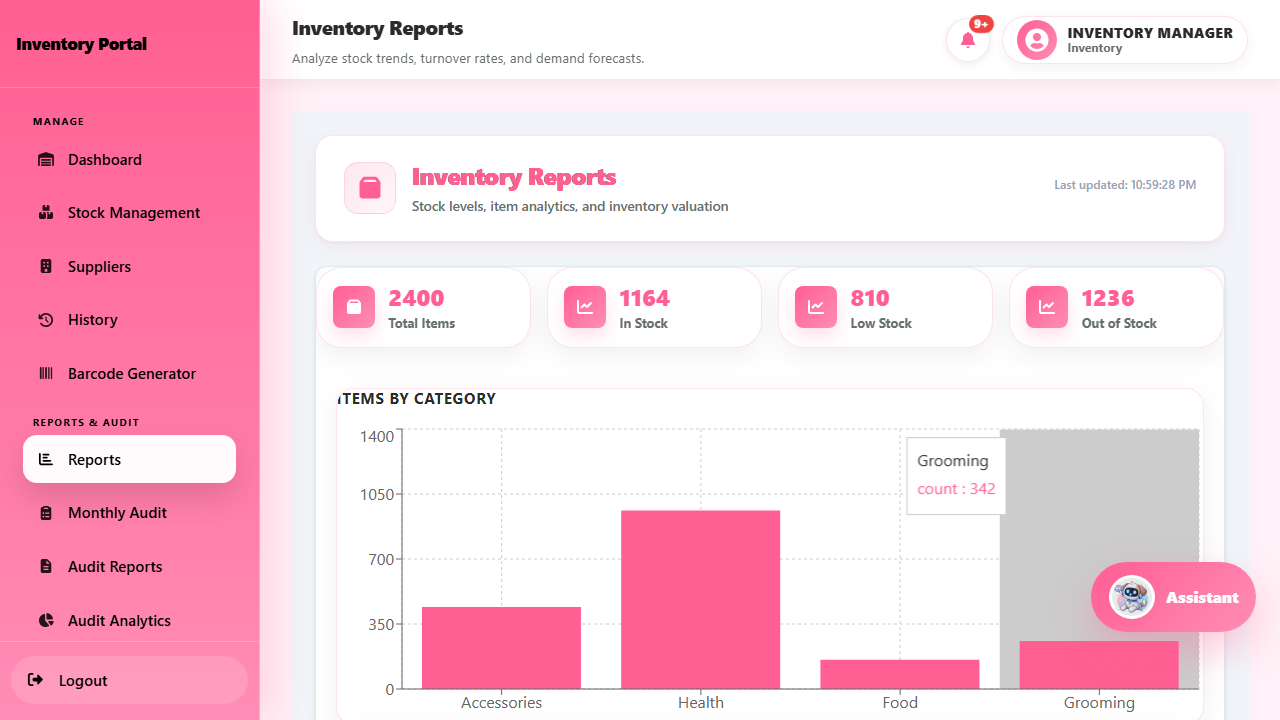 Inventory Portal
MANAGE
Dashboard
Stock Management
Suppliers
History
Barcode Generator
REPORTS & AUDIT
Reports
Monthly Audit
Audit Reports
Audit Analytics
Logout
Inventory Reports
Analyze stock trends, turnover rates, and demand forecasts.
9+
INVENTORY MANAGER
Inventory
Inventory Reports
Stock levels, item analytics, and inventory valuation
Last updated: 10:59:28 PM
2400
Total Items
1164
In Stock
810
Low Stock
1236
Out of Stock
ITEMS BY CATEGORY
1400
1050
700
350
0
Accessories
Health
Food
Grooming
Grooming
count : 342
Assistant